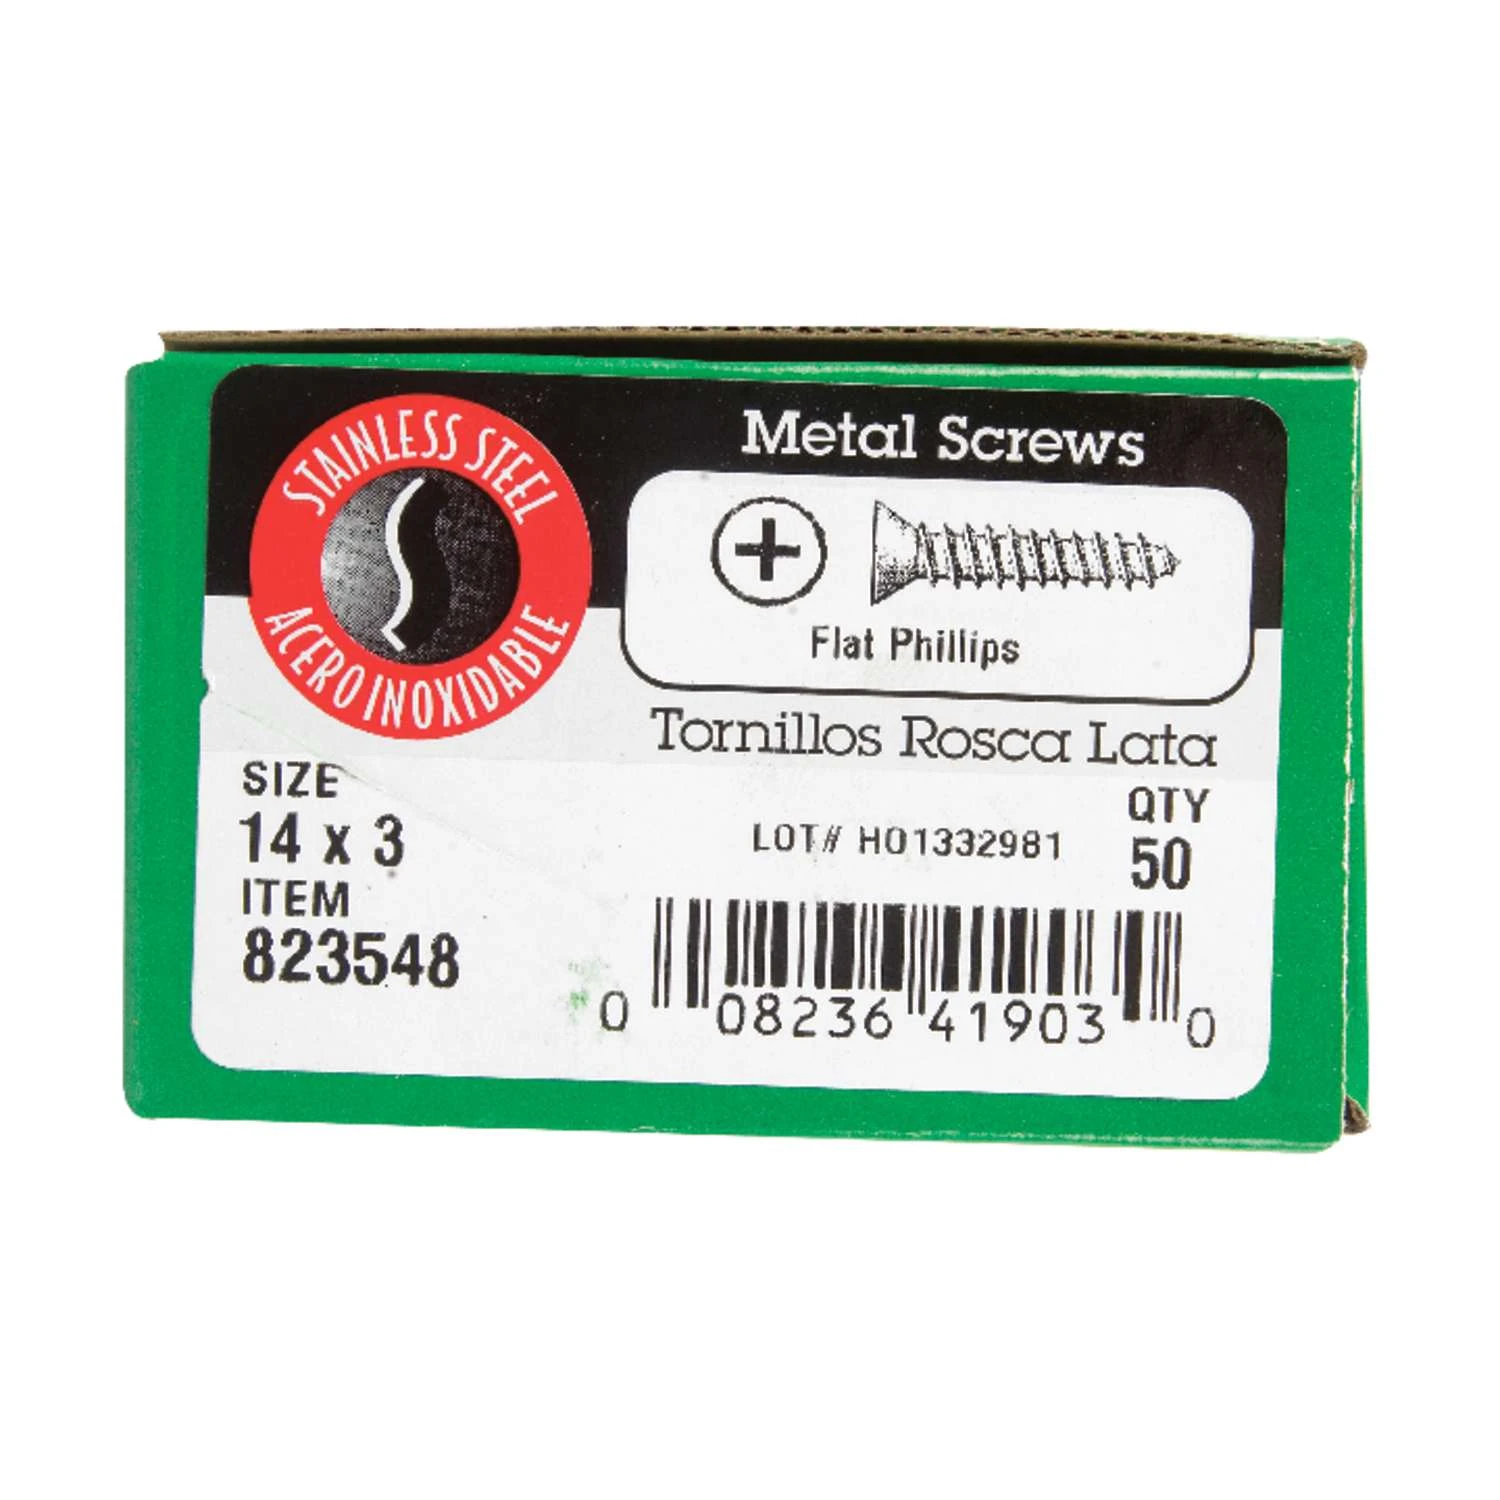 STAINLESS STEEL
ACERO INOXIDABLE
Metal Screws
Flat Phillips
Tornillos Rosca Lata
SIZE
14 x 3
ITEM
823548
LOT# H01332981
QTY
50
0 08236 41903 0